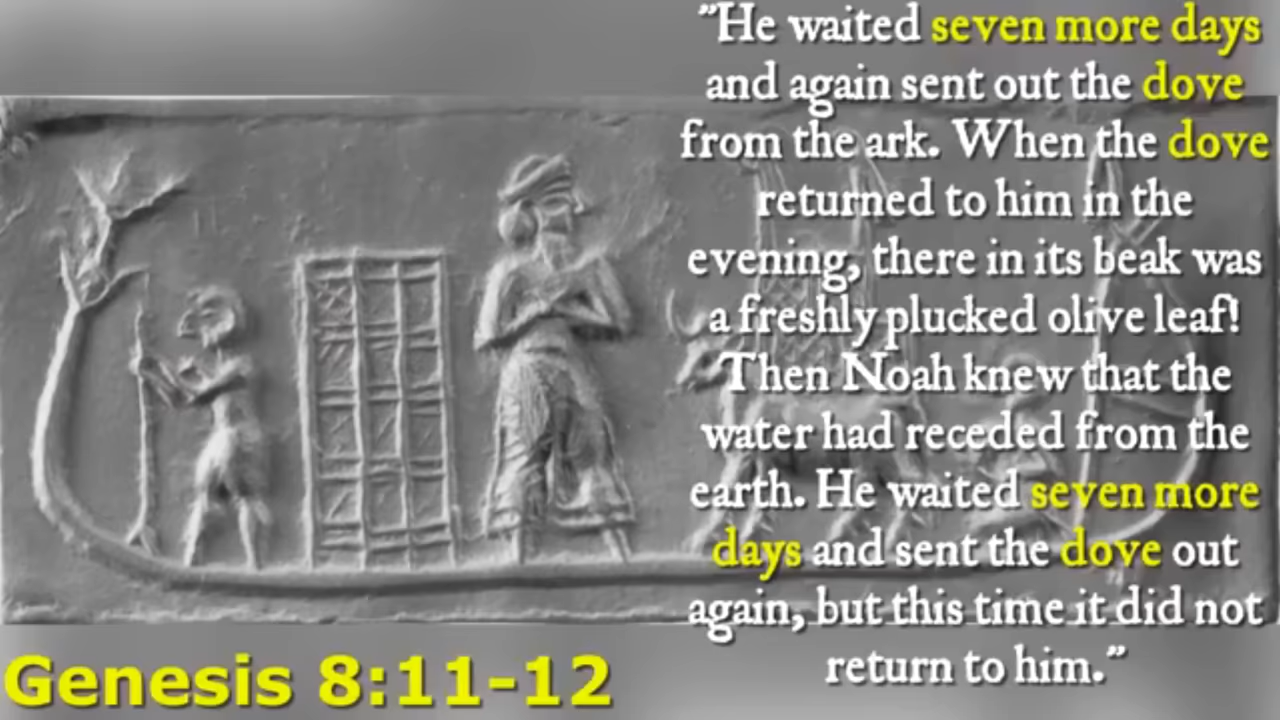 "He waited seven more days
and again sent out the dove
from the ark. When the dove
returned to him in the
evening, there in its beak was
a freshly plucked olive leaf!
Then Noah knew that the
water had receded from the
earth. He waited seven more
days and sent the dove out
again, but this time it did not
return to him."
Genesis 8:11-12